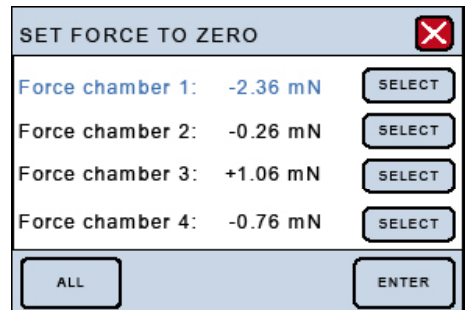 SET FORCE TO ZERO
Force chamber 1: -2.36 mN SELECT
Force chamber 2: -0.26 mN SELECT
Force chamber 3: +1.06 mN SELECT
Force chamber 4: -0.76 mN SELECT
ALL ENTER